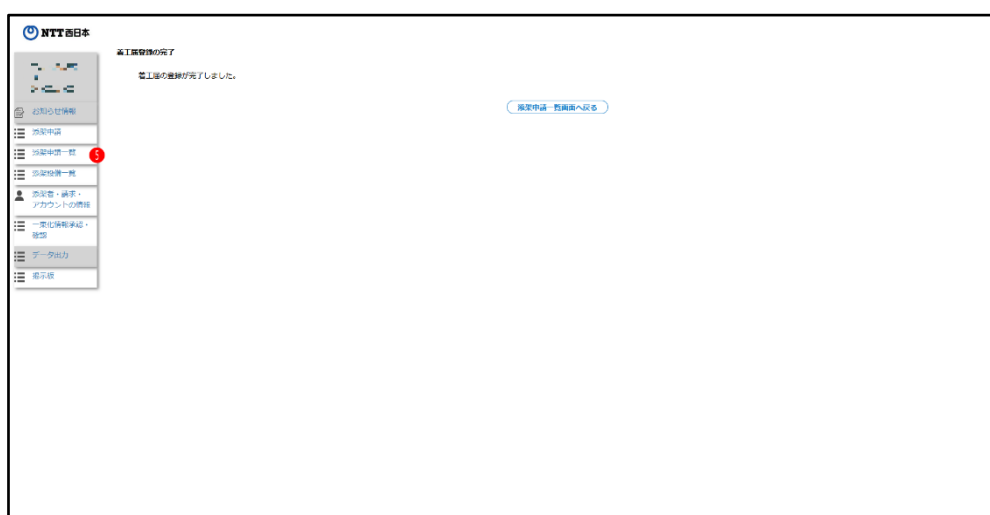 NTT西日本
着工届登録の完了
着工届の登録が完了しました。
添架申請一覧画面へ戻る
お知らせ情報
添架申請
添架申請一覧
5
添架設備一覧
添架者・請求・
アカウントの情報
一束化情報承認・
確認
データ出力
掲示板